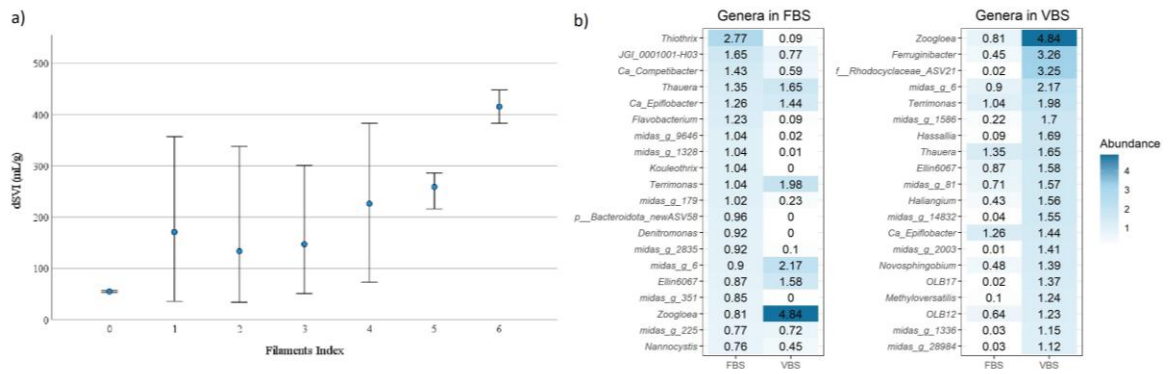 a)
500
400
300
200
100
0
dSVI (mL/g)
0 1 2 3 4 5 6
Filaments Index
b)
Genera in FBS
Thiothrix 2.77 0.09
JGI_0001001-H03 1.65 0.77
Ca_Competibacter 1.43 0.59
Thauera 1.35 1.65
Ca_Epiflobacter 1.26 1.44
Flavobacterium 1.23 0.09
midas_g_9646 1.04 0.02
midas_g_1328 1.04 0.01
Kouleothrix 1.04 0
Terrimonas 1.04 1.98
midas_g_179 1.02 0.23
p__Bacteroidota_newASV58 0.96 0
Denitromonas 0.92 0
midas_g_2835 0.92 0.1
midas_g_6 0.9 2.17
Ellin6067 0.87 1.58
midas_g_351 0.85 0
Zoogloea 0.81 4.84
midas_g_225 0.77 0.72
Nannocystis 0.76 0.45
FBS VBS
Genera in VBS
Zoogloea 0.81 4.84
Ferruginibacter 0.45 3.26
f__Rhodocyclaceae_ASV21 0.02 3.25
midas_g_6 0.9 2.17
Terrimonas 1.04 1.98
midas_g_1586 0.22 1.7
Hassallia 0.09 1.69
Thauera 1.35 1.65
Ellin6067 0.87 1.58
midas_g_81 0.71 1.57
Haliangium 0.43 1.56
midas_g_14832 0.04 1.55
Ca_Epiflobacter 1.26 1.44
midas_g_2003 0.01 1.41
Novosphingobium 0.48 1.39
OLB17 0.02 1.37
Methyloversatilis 0.1 1.24
OLB12 0.64 1.23
midas_g_1336 0.03 1.15
midas_g_28984 0.03 1.12
FBS VBS
Abundance
4
3
2
1